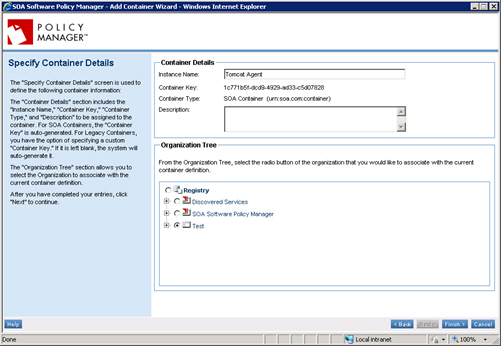 SOA Software Policy Manager - Add Container Wizard - Windows Internet Explorer
POLICY
MANAGER™
Specify Container Details
The "Specify Container Details" screen is used to
define the following container information:
The "Container Details" section includes the
"Instance Name," "Container Key," "Container
Type," and "Description" to be assigned to the
container. For SOA Containers, the "Container
Key" is auto-generated. For Legacy Containers,
you have the option of specifying a custom
"Container Key." If it is left blank, the system will
auto-generate it.
The "Organization Tree" section allows you to
select the Organization to associate with the
current container definition.
After you have completed your entries, click
"Next" to continue.
Container Details
Instance Name: Tomcat Agent
Container Key: 1c771b5f-dcd9-4929-ad33-c5d07828
Container Type: SOA Container (urn:soa.com:container)
Description:
Organization Tree
From the Organization Tree, select the radio button of the organization that you would like to associate with the current
container definition.
Registry
Discovered Services
SOA Software Policy Manager
Test
Help
< Back
Finish >
Cancel
Done
Local intranet
100%